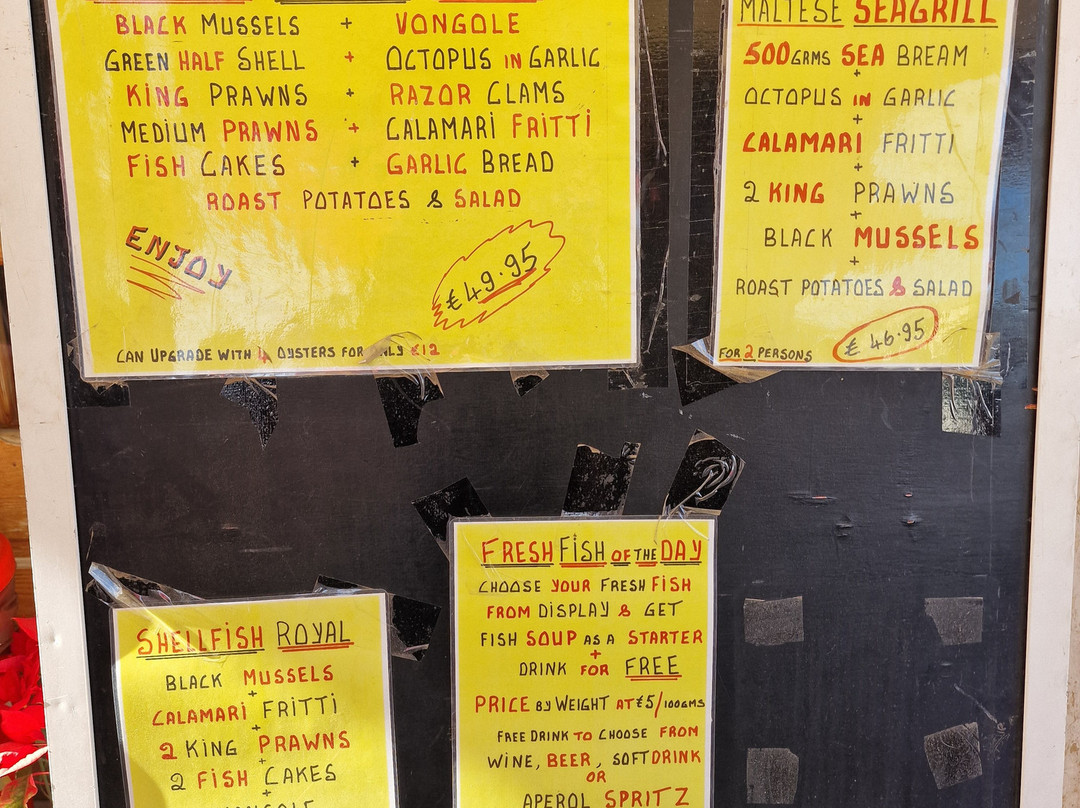 BLACK MUSSELS + VONGOLE
GREEN HALF SHELL + OCTOPUS IN GARLIC
KING PRAWNS + RAZOR CLAMS
MEDIUM PRAWNS + CALAMARI FRITTI
FISH CAKES + GARLIC BREAD
ROAST POTATOES & SALAD
ENJOY
€49.95
CAN UPGRADE WITH 4 OYSTERS FOR ONLY €12
MALTESE SEAGRILL
500GRMS SEA BREAM
+
OCTOPUS IN GARLIC
+
CALAMARI FRITTI
+
2 KING PRAWNS
+
BLACK MUSSELS
+
ROAST POTATOES & SALAD
FOR 2 PERSONS
€ 46.95
SHELLFISH ROYAL
BLACK MUSSELS
+
CALAMARI FRITTI
+
2 KING PRAWNS
+
2 FISH CAKES
+
FRESH FISH OF THE DAY
CHOOSE YOUR FRESH FISH
FROM DISPLAY & GET
FISH SOUP AS A STARTER
+
DRINK FOR FREE
PRICE BY WEIGHT AT €5/100GMS
FREE DRINK TO CHOOSE FROM
WINE, BEER, SOFT DRINK
OR
APEROL SPRITZ